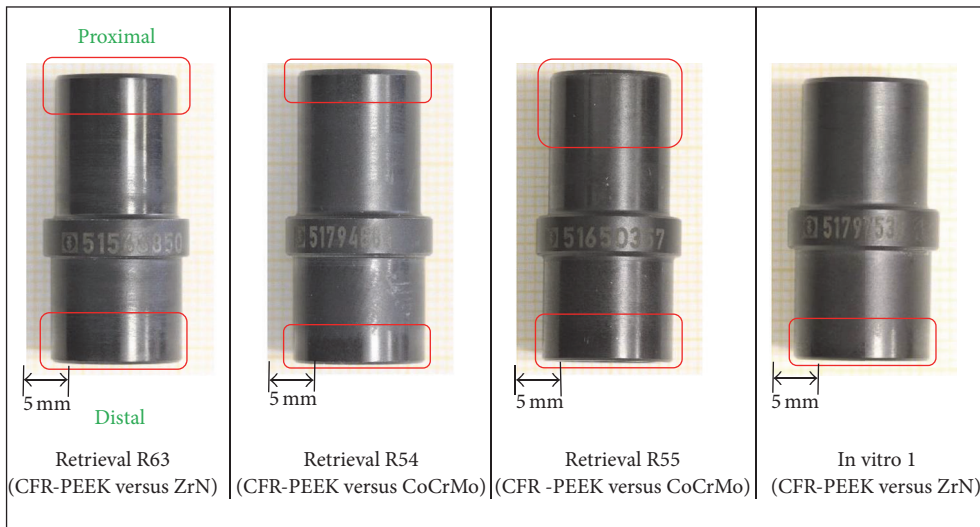 Proximal
5 mm
5 mm
5 mm
5 mm
Distal
Retrieval R63
(CFR-PEEK versus ZrN)
Retrieval R54
(CFR-PEEK versus CoCrMo)
Retrieval R55
(CFR -PEEK versus CoCrMo)
In vitro 1
(CFR-PEEK versus ZrN)